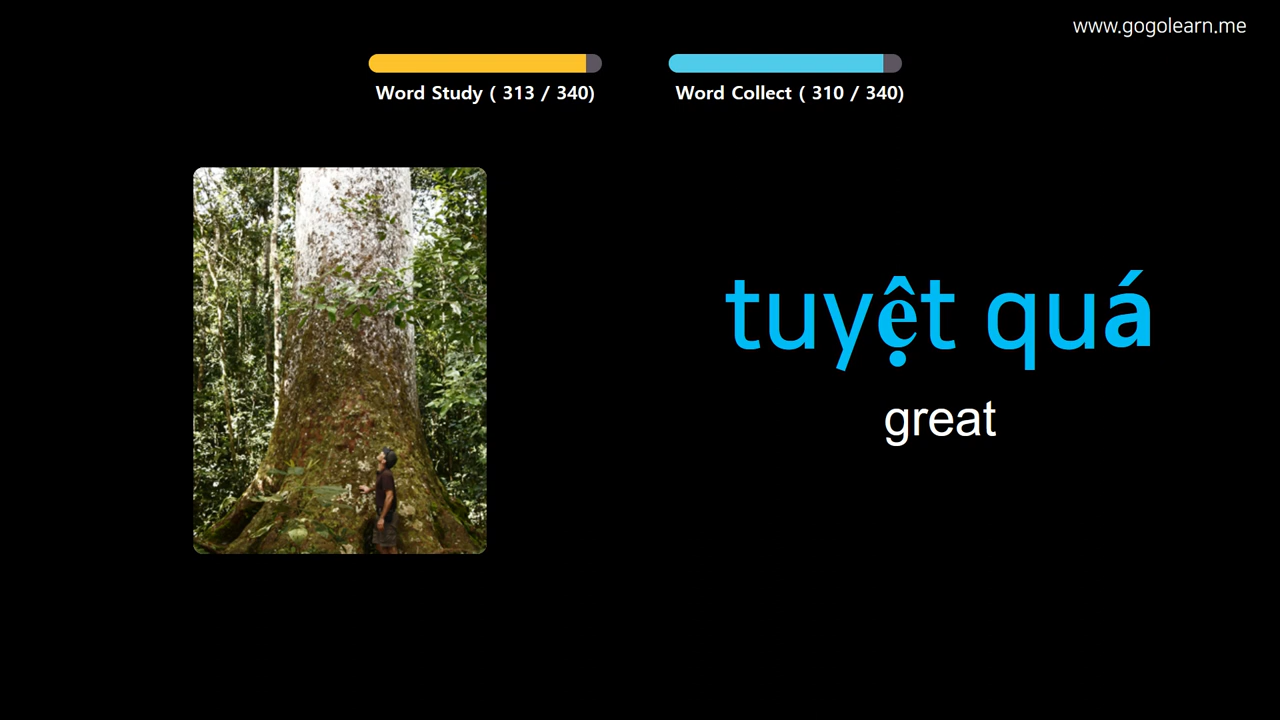 www.gogolearn.me
Word Study ( 313 / 340)
Word Collect ( 310 / 340)
tuyệt quá
great